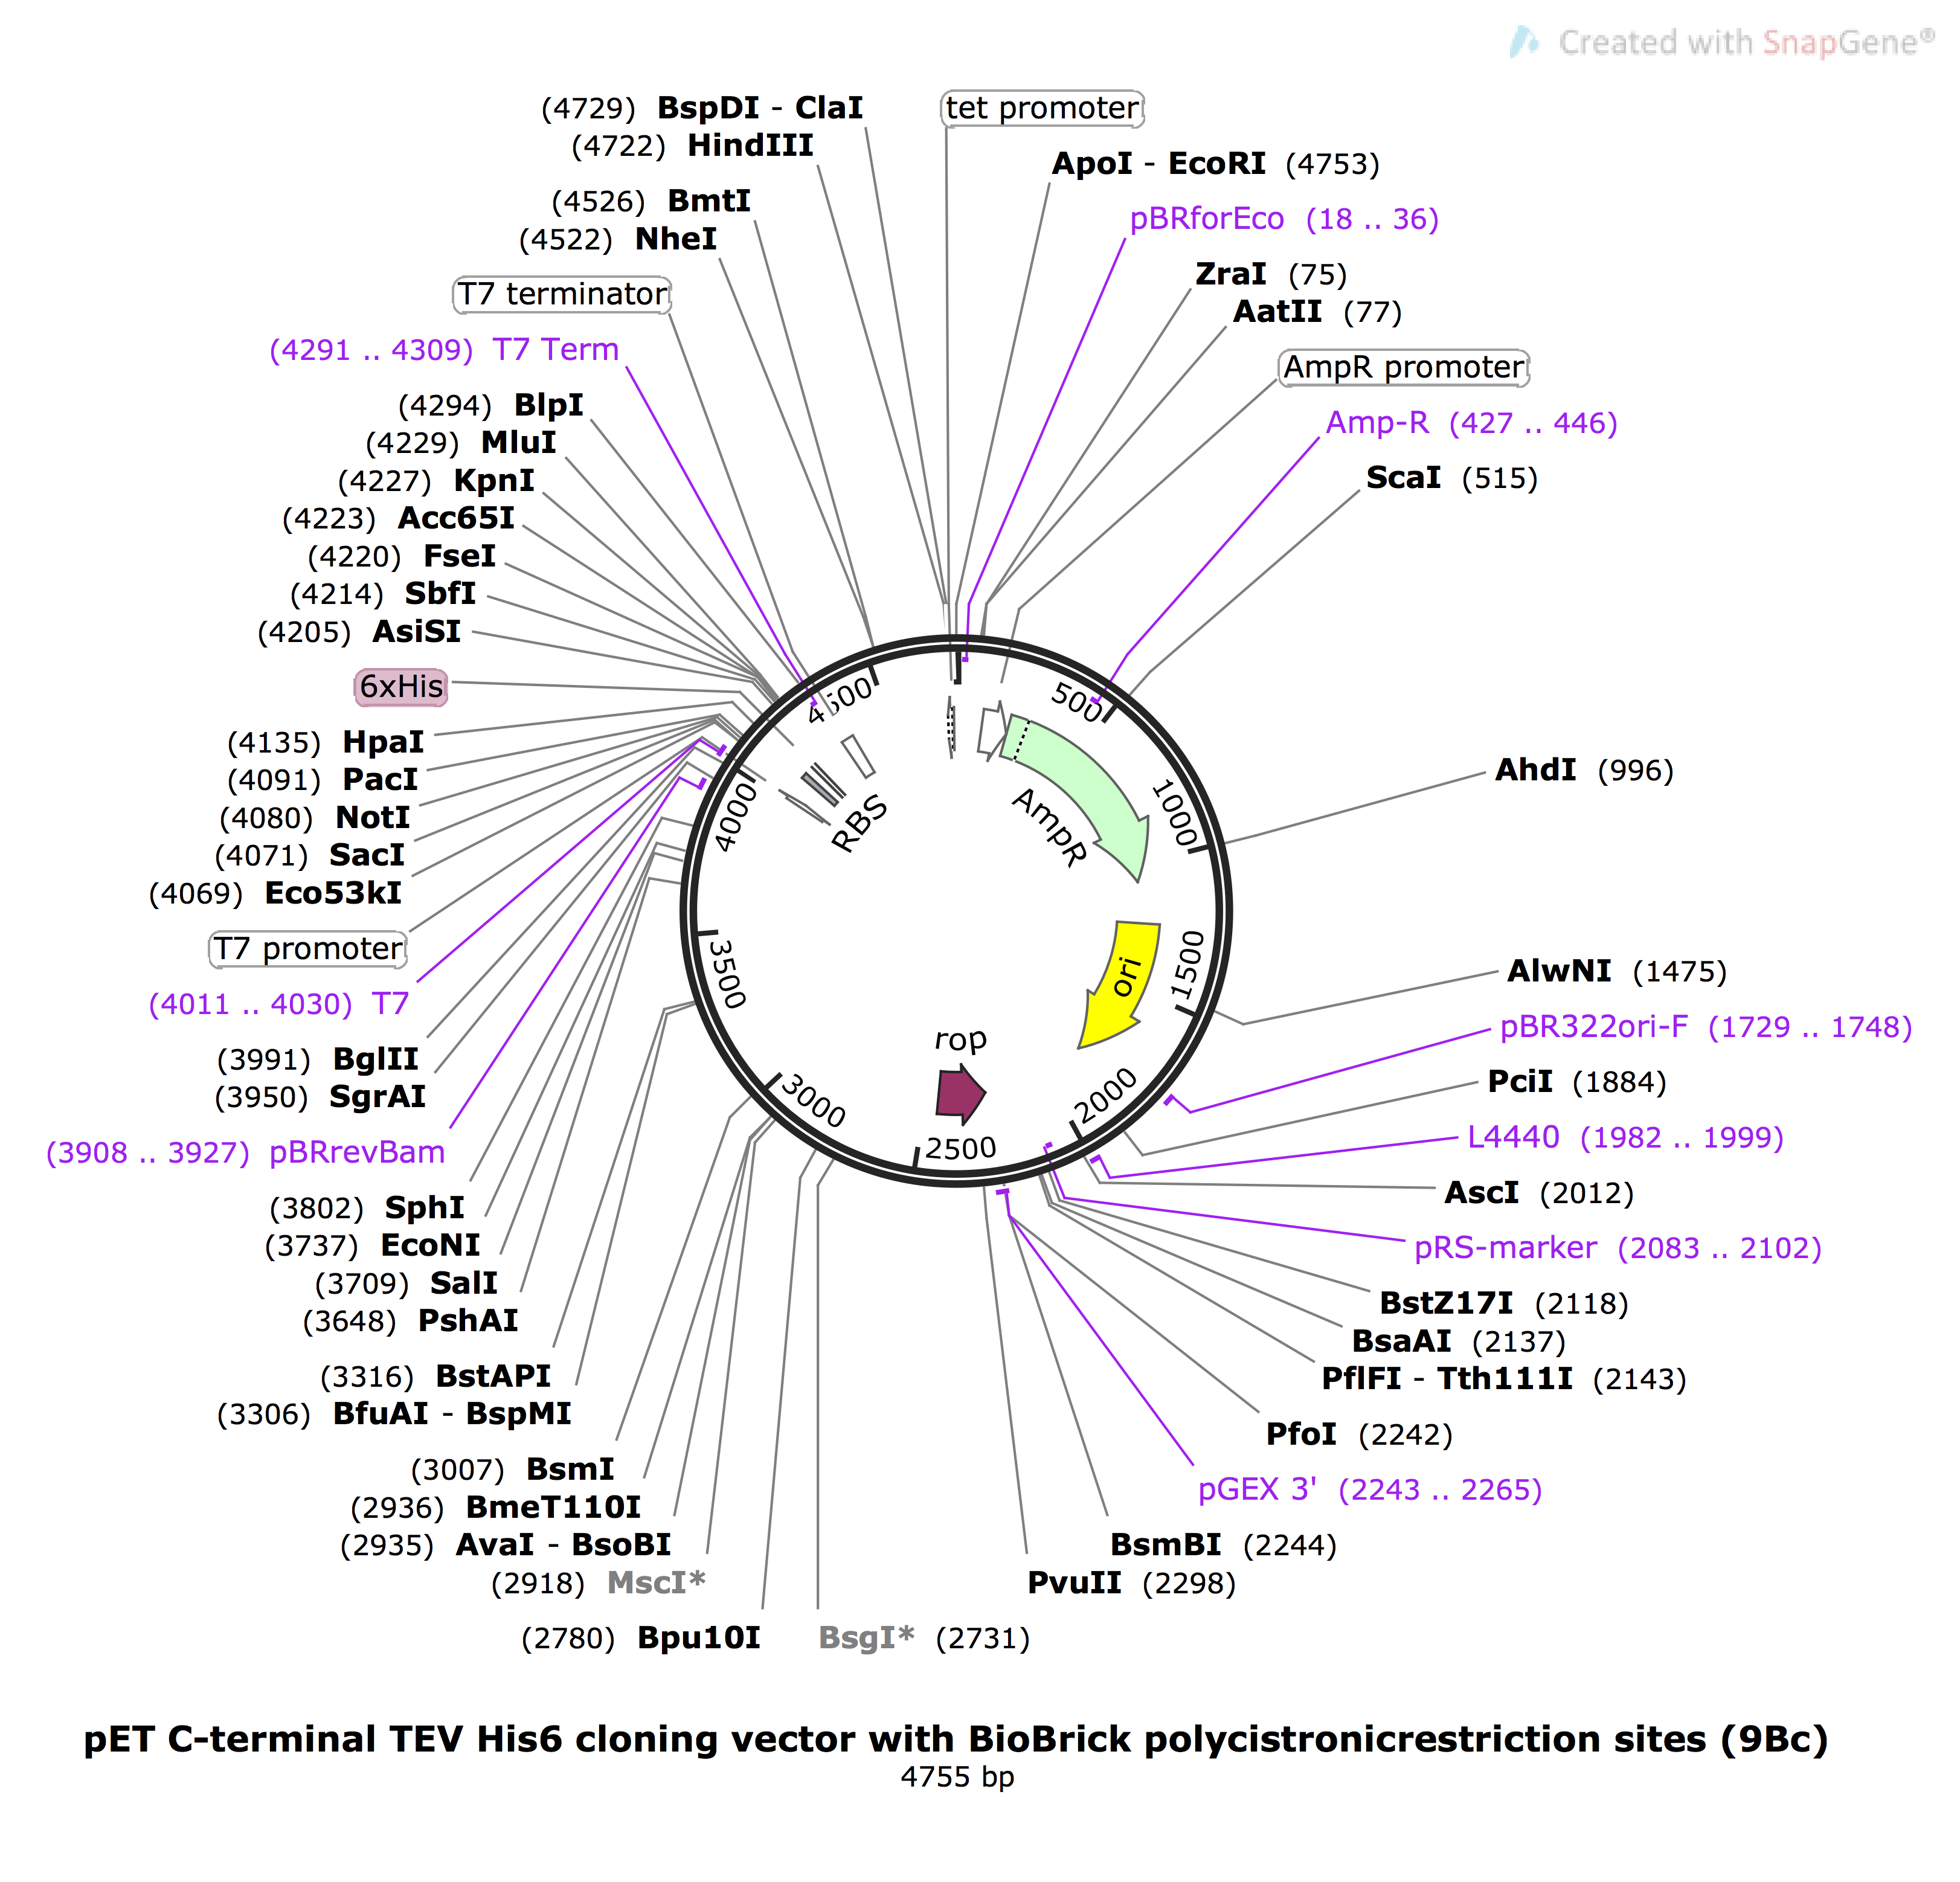 Created with SnapGene®
(4729) BspDI - ClaI
(4722) HindIII
(4526) BmtI
(4522) NheI
T7 terminator
(4291 .. 4309) T7 Term
(4294) BlpI
(4229) MluI
(4227) KpnI
(4223) Acc65I
(4220) FseI
(4214) SbfI
(4205) AsiSI
6xHis
(4135) HpaI
(4091) PacI
(4080) NotI
(4071) SacI
(4069) Eco53kI
T7 promoter
(4011 .. 4030) T7
(3991) BglII
(3950) SgrAI
(3908 .. 3927) pBRrevBam
(3802) SphI
(3737) EcoNI
(3709) SalI
(3648) PshAI
(3316) BstAPI
(3306) BfuAI - BspMI
(3007) BsmI
(2936) BmeT110I
(2935) AvaI - BsoBI
(2918) MscI*
(2780) Bpu10I
tet promoter
ApoI - EcoRI (4753)
pBRforEco (18 .. 36)
ZraI (75)
AatII (77)
AmpR promoter
Amp-R (427 .. 446)
ScaI (515)
AhdI (996)
AlwNI (1475)
pBR322ori-F (1729 .. 1748)
PciI (1884)
L4440 (1982 .. 1999)
AscI (2012)
pRS-marker (2083 .. 2102)
BstZ17I (2118)
BsaAI (2137)
PflFI - Tth111I (2143)
PfoI (2242)
pGEX 3' (2243 .. 2265)
BsmBI (2244)
PvuII (2298)
BsgI* (2731)
500
1000
1500
2000
2500
3000
3500
4000
4500
AmpR
ori
rop
RBS
pET C-terminal TEV His6 cloning vector with BioBrick polycistronicrestriction sites (9Bc)
4755 bp